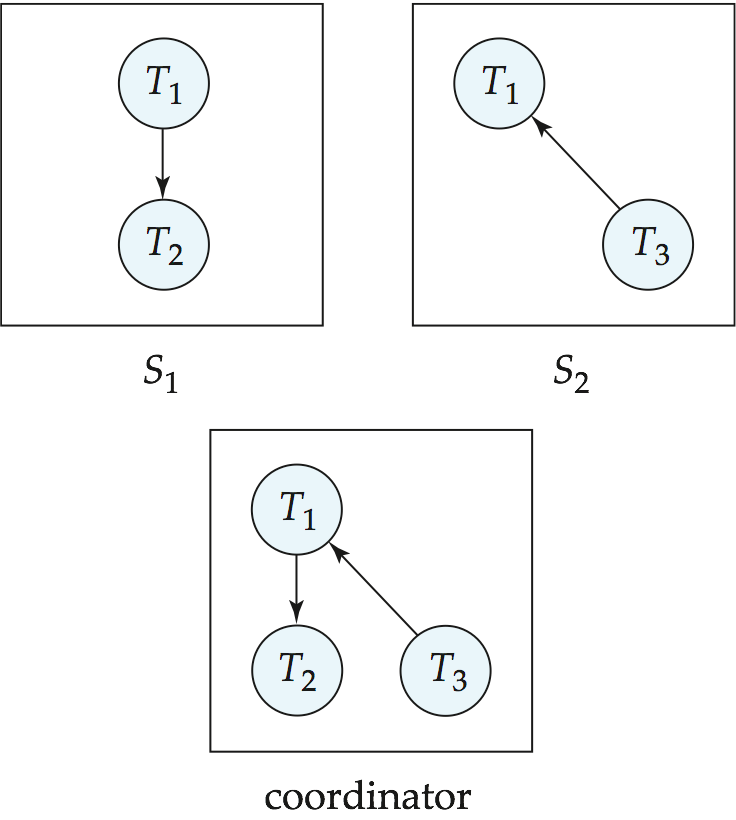 T1 T1
T2 T3
S1 S2
T1
T2 T3
coordinator